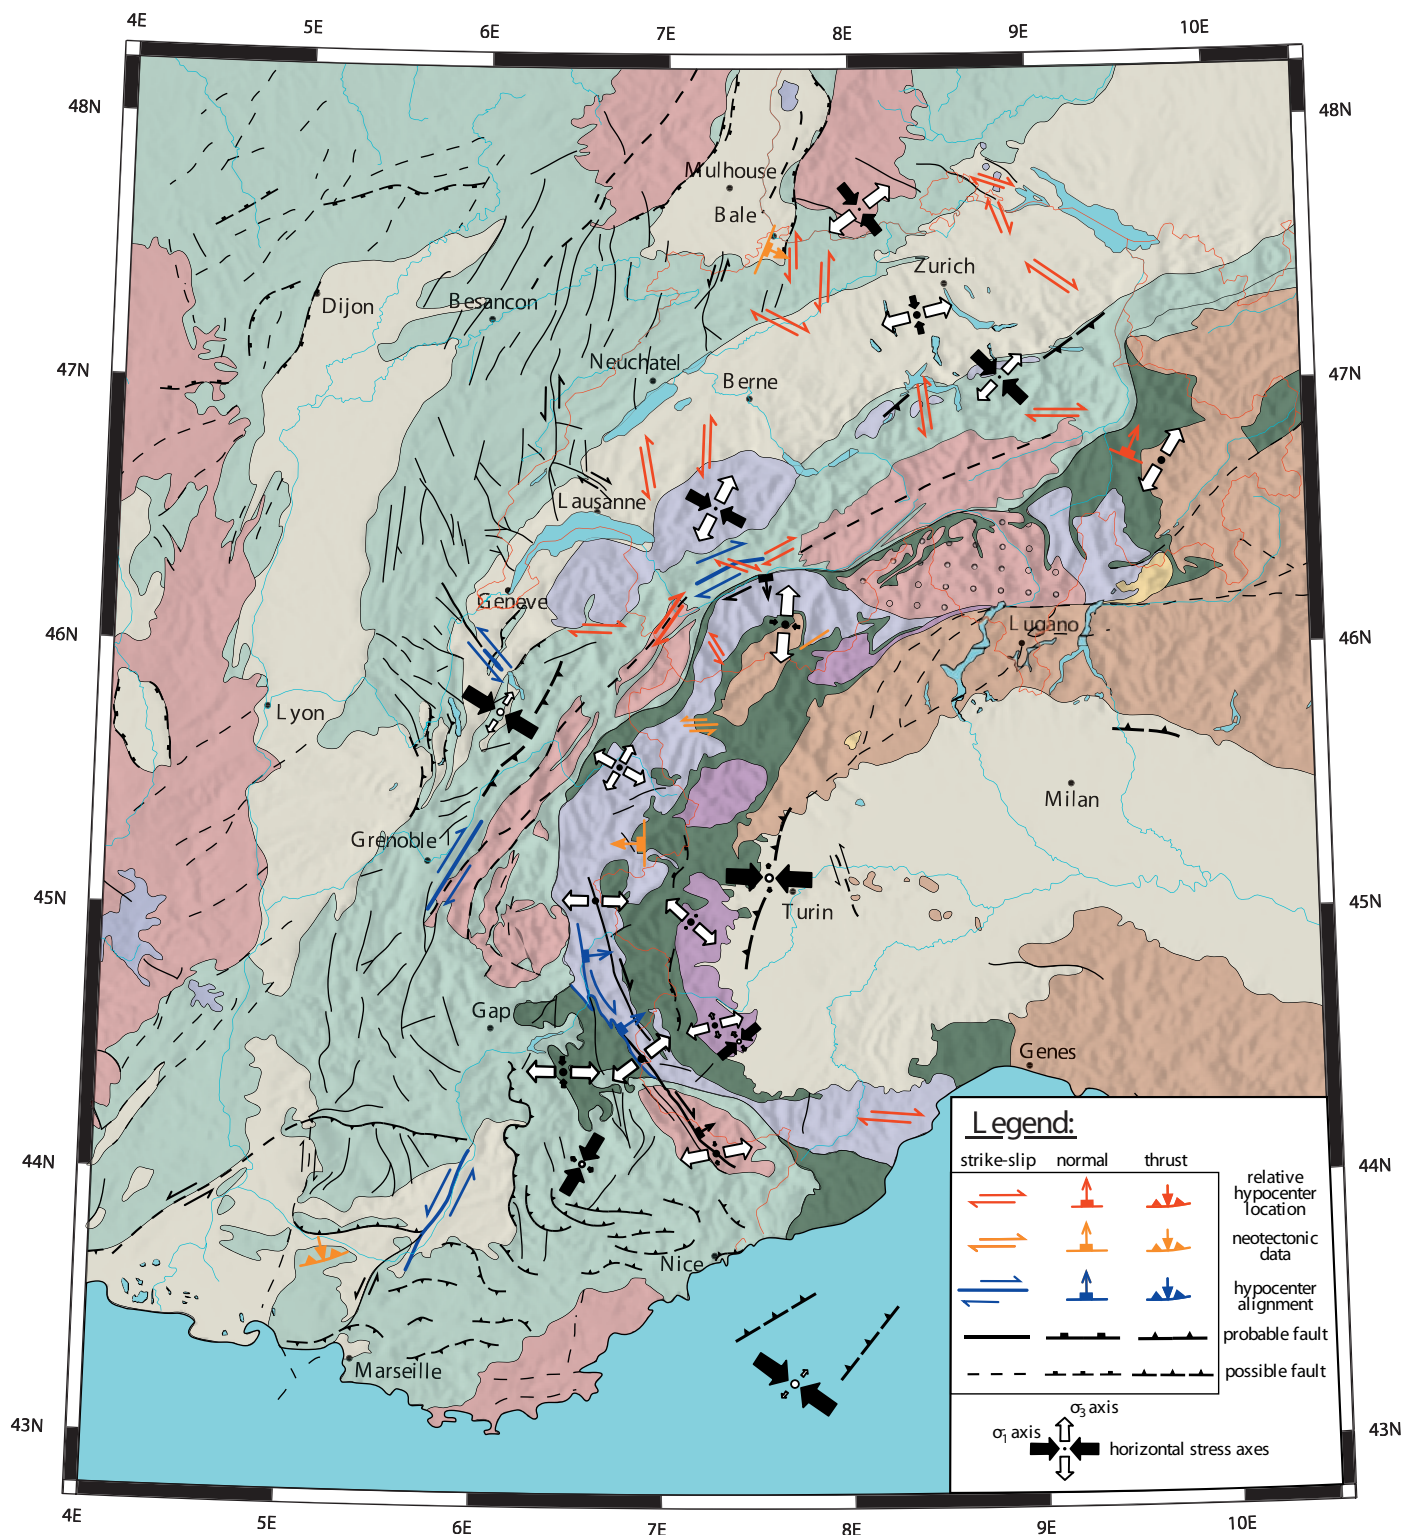 4E
5E
6E
7E
8E
9E
10E
48N
48N
Mulhouse
Bale
Zurich
Dijon
Besancon
47N
47N
Neuchatel
Berne
Lausanne
Geneve
46N
46N
Lugano
Lyon
Milan
Grenoble
45N
45N
Turin
Gap
Genes
Legend:
strike-slip
normal
thrust
relative
hypocenter
location
neotectonic
data
hypocenter
alignment
probable fault
possible fault
σ3 axis
σ1 axis
horizontal stress axes
44N
44N
Nice
Marseille
43N
43N
4E
5E
6E
7E
8E
9E
10E